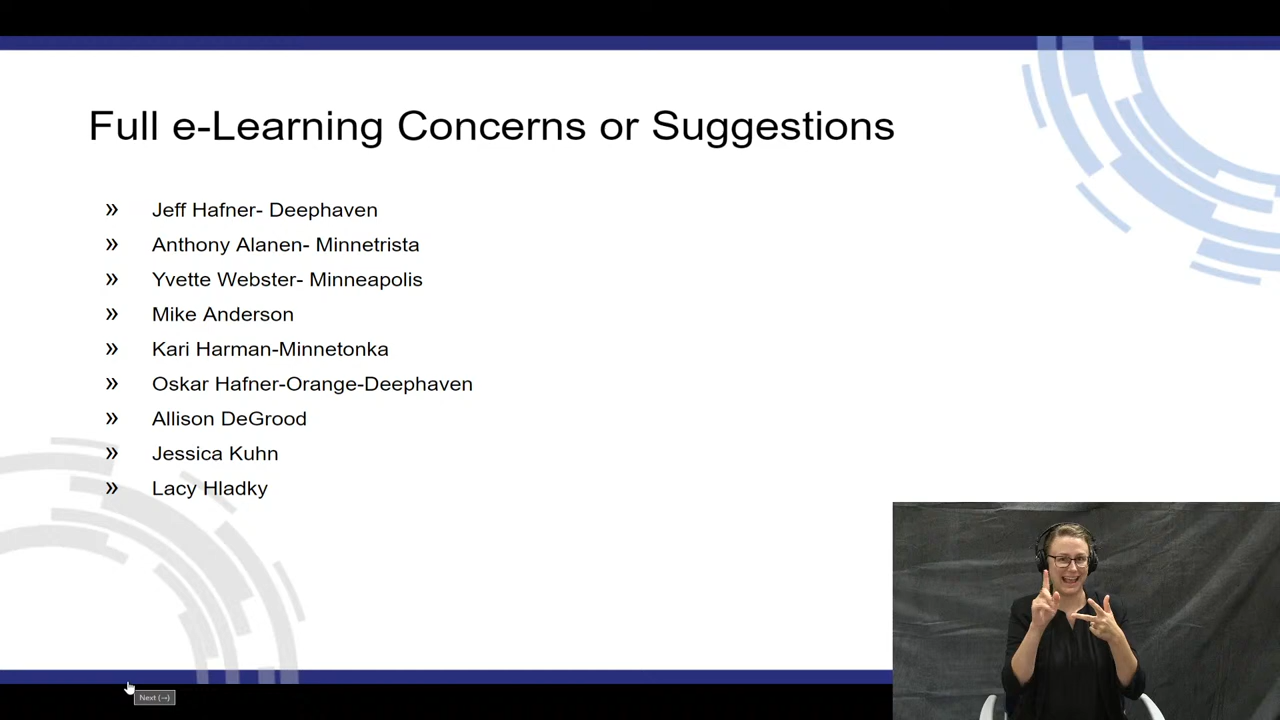 Full e-Learning Concerns or Suggestions
» Jeff Hafner- Deephaven
» Anthony Alanen- Minnetrista
» Yvette Webster- Minneapolis
» Mike Anderson
» Kari Harman-Minnetonka
» Oskar Hafner-Orange-Deephaven
» Allison DeGrood
» Jessica Kuhn
» Lacy Hladky
Next (→)